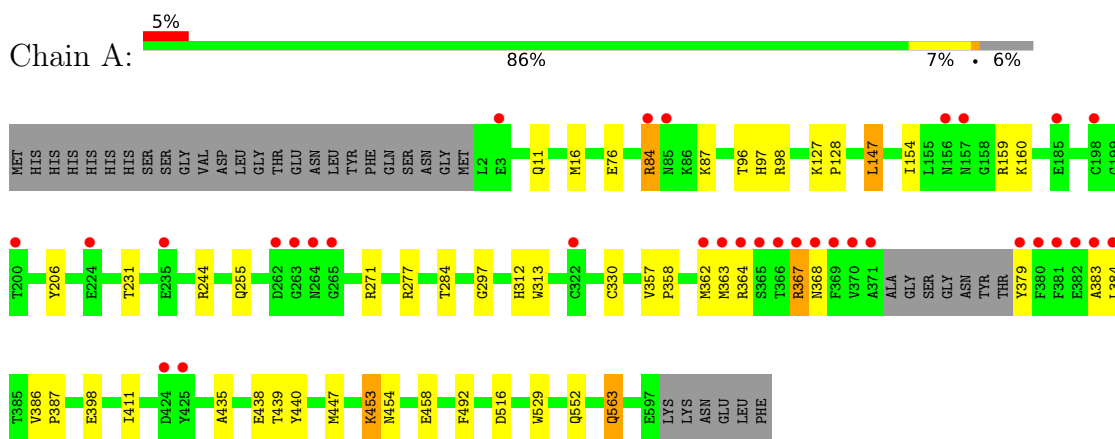 5%
Chain A:
86% 7% • 6%
MET HIS HIS HIS HIS HIS HIS SER SER GLY VAL ASP LEU GLY THR GLU ASN LEU TYR PHE GLN SER ASN GLY MET L2 E3 Q11 M16 E76 R84 N85 K86 K87 T96 H97 R98 K127 P128 L147 I154 L155 N156 N157 G158 R159 K160 E185 C198 G199
T200 Y206 E224 T231 E235 R244 Q255 D262 G263 N264 G265 R271 R277 T284 G297 H312 W313 C322 C330 V357 P358 M362 M363 R364 S365 T366 R367 N368 F369 V370 A371 ALA GLY SER GLY ASN TYR THR Y379 F380 F381 E382 A383 L384
T385 V386 P387 E398 I411 D424 Y425 A435 E438 T439 Y440 M447 K453 N454 E458 F492 D516 W529 Q552 Q563 E597 LYS LYS ASN GLU LEU PHE